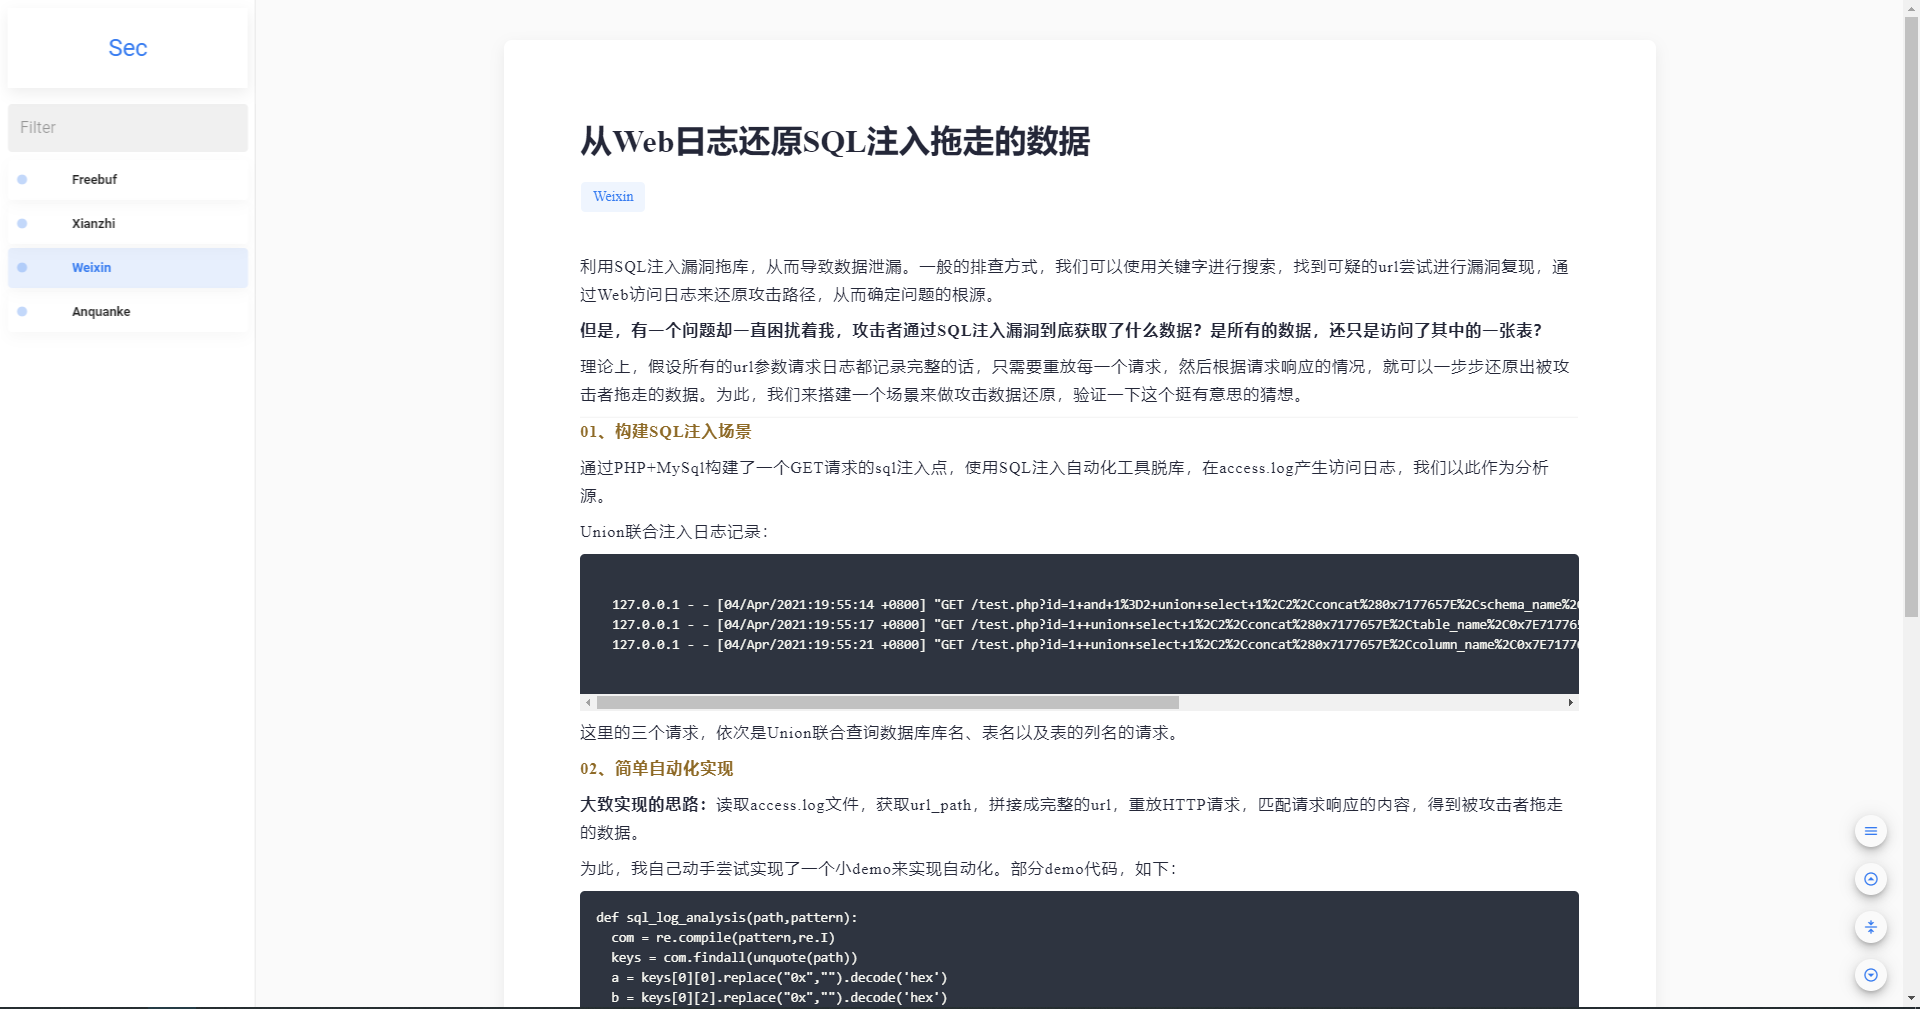 Sec
Filter
Freebuf
Xianzhi
Weixin
Anquanke
从Web日志还原SQL注入拖走的数据
Weixin
利用SQL注入漏洞拖库，从而导致数据泄漏。一般的排查方式，我们可以使用关键字进行搜索，找到可疑的url尝试进行漏洞复现，通
过Web访问日志来还原攻击路径，从而确定问题的根源。
但是，有一个问题却一直困扰着我，攻击者通过SQL注入漏洞到底获取了什么数据？是所有的数据，还只是访问了其中的一张表？
理论上，假设所有的url参数请求日志都记录完整的话，只需要重放每一个请求，然后根据请求响应的情况，就可以一步步还原出被攻
击者拖走的数据。为此，我们来搭建一个场景来做攻击数据还原，验证一下这个挺有意思的猜想。
01、构建SQL注入场景
通过PHP+MySql构建了一个GET请求的sql注入点，使用SQL注入自动化工具脱库，在access.log产生访问日志，我们以此作为分析
源。
Union联合注入日志记录：
127.0.0.1 - - [04/Apr/2021:19:55:14 +0800] "GET /test.php?id=1+and+1%3D2+union+select+1%2C2%2Cconcat%280x7177657E%2Cschema_name%2
127.0.0.1 - - [04/Apr/2021:19:55:17 +0800] "GET /test.php?id=1++union+select+1%2C2%2Cconcat%280x7177657E%2Ctable_name%2C0x7E717765
127.0.0.1 - - [04/Apr/2021:19:55:21 +0800] "GET /test.php?id=1++union+select+1%2C2%2Cconcat%280x7177657E%2Ccolumn_name%2C0x7E7177
这里的三个请求，依次是Union联合查询数据库库名、表名以及表的列名的请求。
02、简单自动化实现
大致实现的思路：读取access.log文件，获取url_path，拼接成完整的url，重放HTTP请求，匹配请求响应的内容，得到被攻击者拖走
的数据。
为此，我自己动手尝试实现了一个小demo来实现自动化。部分demo代码，如下：
def sql_log_analysis(path,pattern):
com = re.compile(pattern,re.I)
keys = com.findall(unquote(path))
a = keys[0][0].replace("0x","").decode('hex')
b = keys[0][2].replace("0x","").decode('hex')